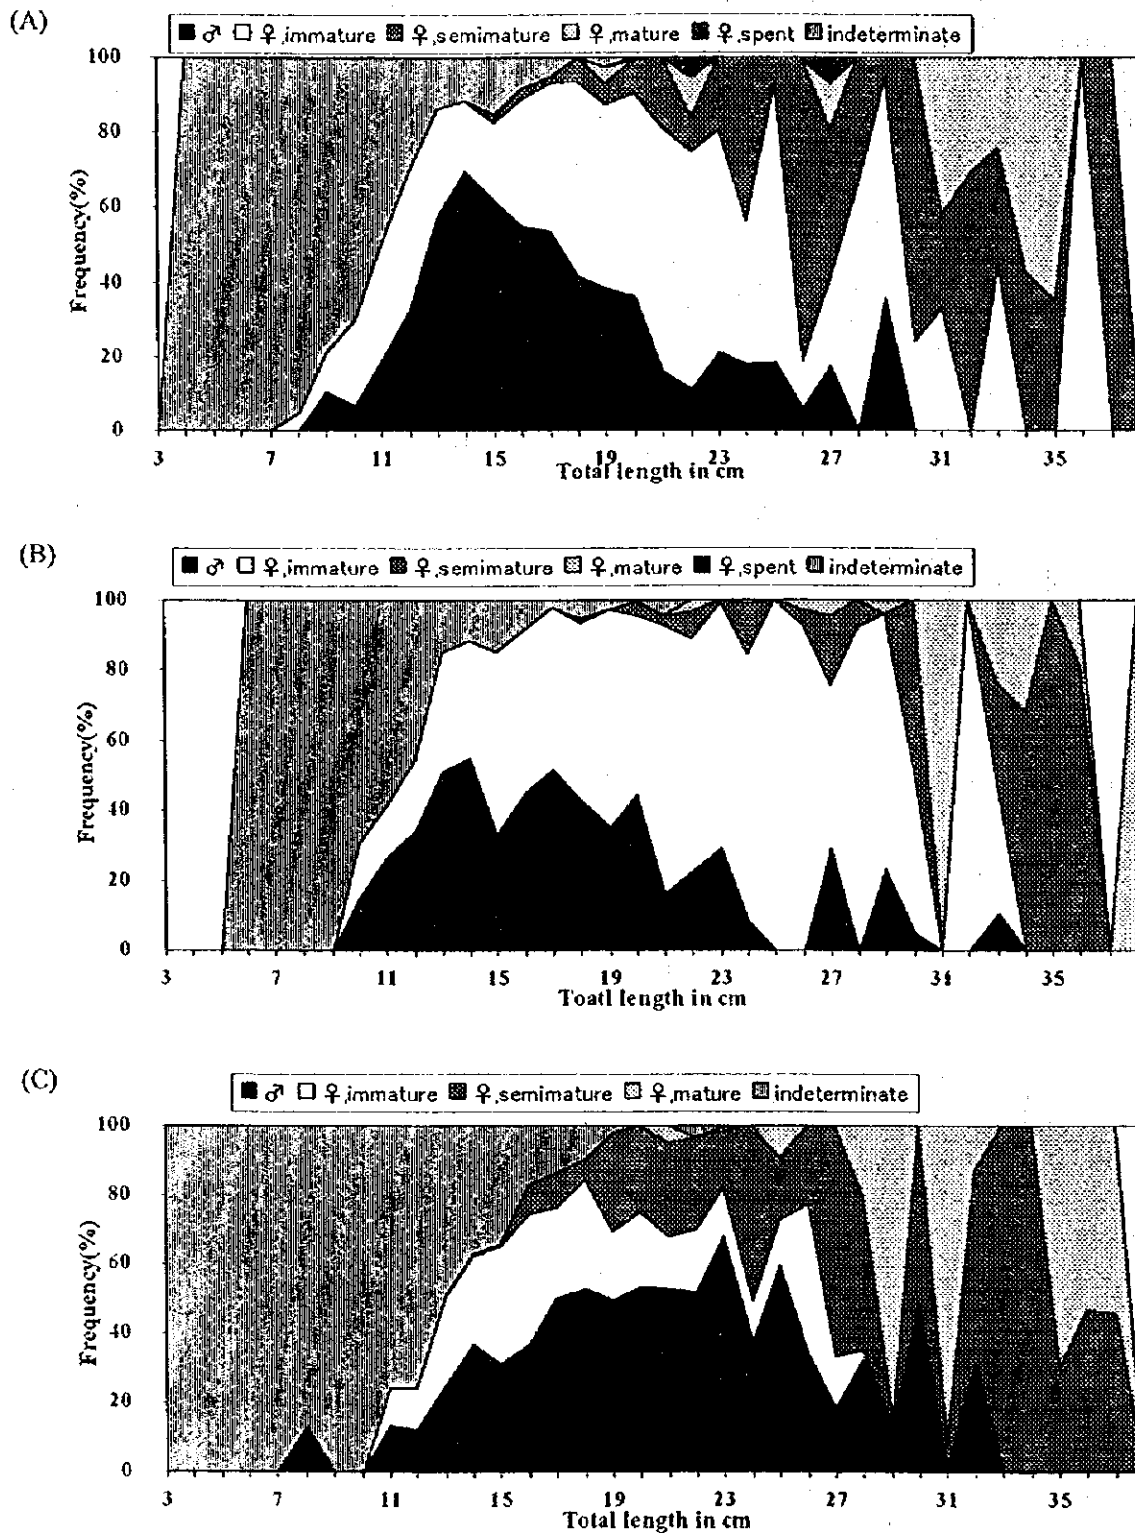 (A)
■ ♂ □ ♀,immature ▩ ♀,semimature ▩ ♀,mature ■ ♀,spent ▥ indeterminate
100
80
60
40
20
0
Frequency(%)
3 7 11 15 19 23 27 31 35
Total length in cm
(B)
■ ♂ □ ♀,immature ▩ ♀,semimature ▩ ♀,mature ■ ♀,spent ▥ indeterminate
100
80
60
40
20
0
Frequency(%)
3 7 11 15 19 23 27 31 35
Toatl length in cm
(C)
■ ♂ □ ♀,immature ▩ ♀,semimature ▩ ♀,mature ▥ indeterminate
100
80
60
40
20
0
Frequency(%)
3 7 11 15 19 23 27 31 35
Total length in cm